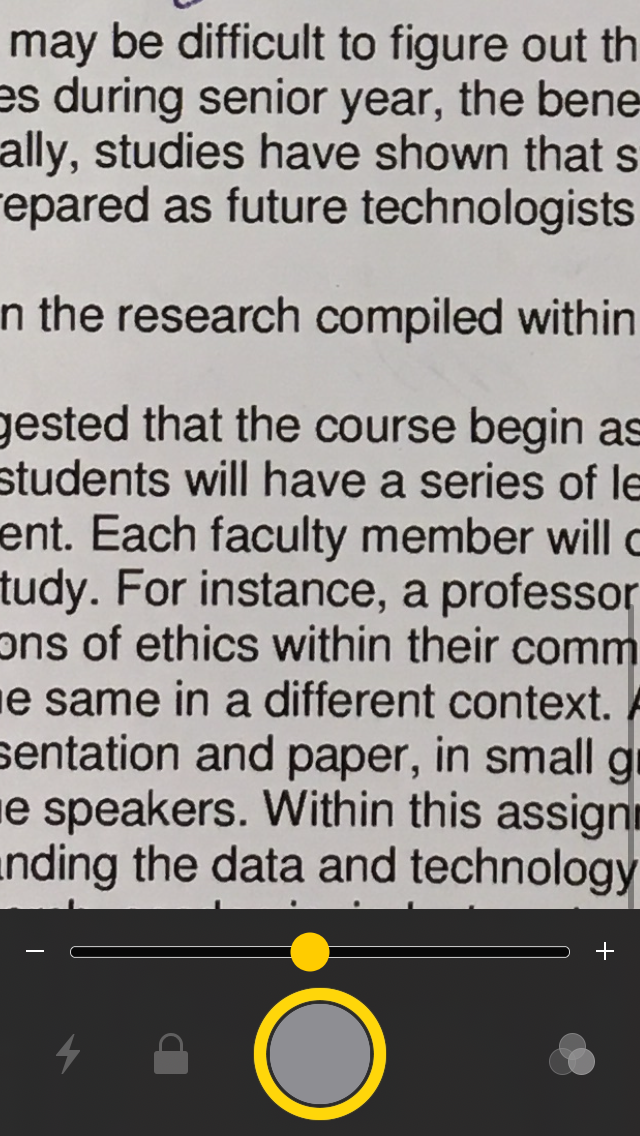 may be difficult to figure out th
es during senior year, the bene
ally, studies have shown that s
repared as future technologists
n the research compiled within
gested that the course begin as
students will have a series of le
ent. Each faculty member will c
tudy. For instance, a professor
ons of ethics within their comm
e same in a different context. A
sentation and paper, in small gr
e speakers. Within this assign
nding the data and technology